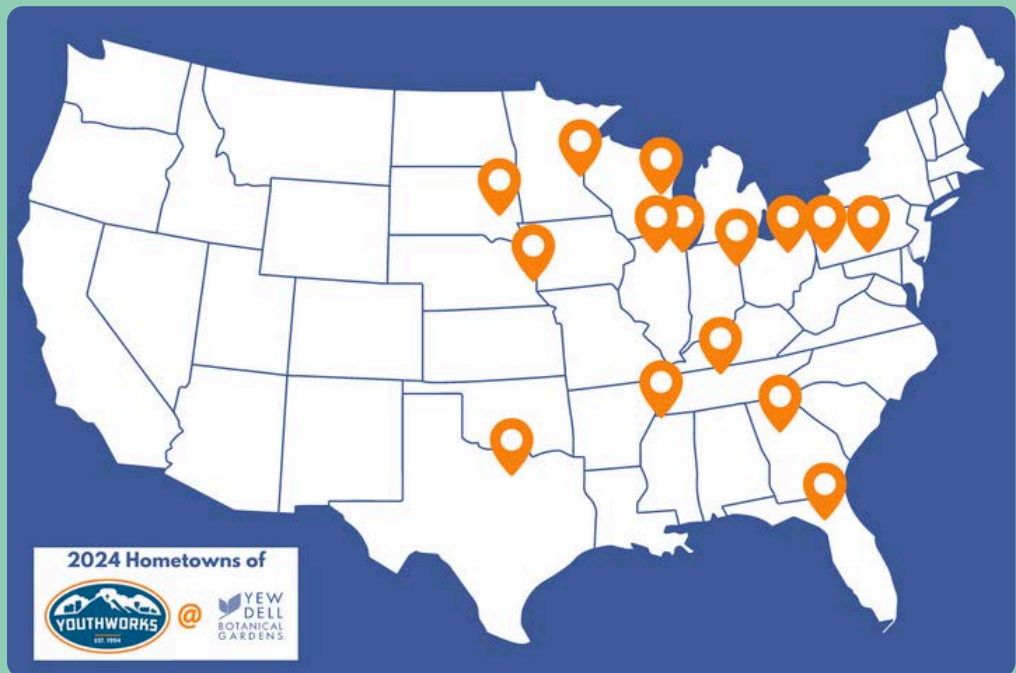 2024 Hometowns of
YOUTHWORKS
EST. 1994
@
YEW
DELL
BOTANICAL
GARDENS